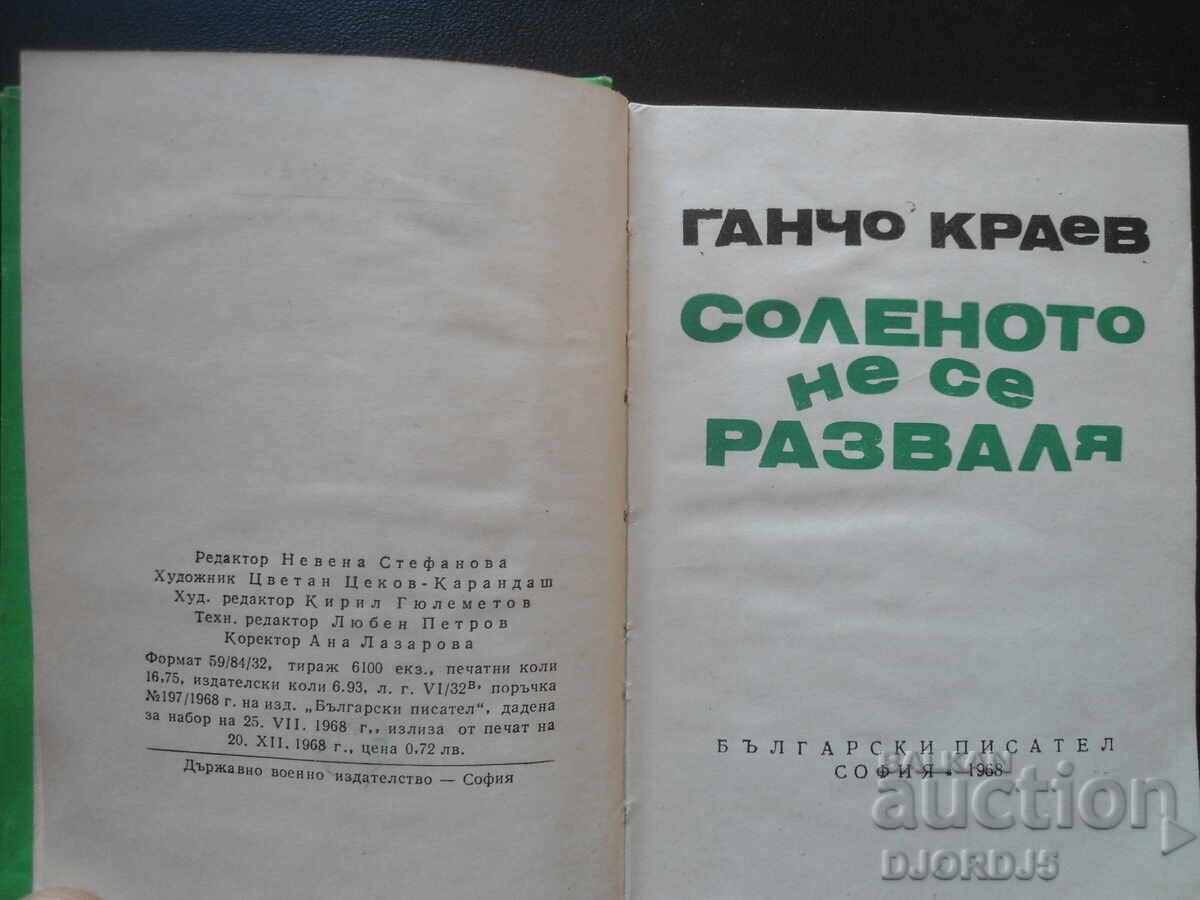 Редактор Невена Стефанова
Художник Цветан Цеков-Карандаш
Худ. редактор Кирил Гюлеметов
Техн. редактор Любен Петров
Коректор Ана Лазарова
Формат 59/84/32, тираж 6100 екз., печатни коли
16,75, издателски коли 6.93, л. г. VI/32В, поръчка
№197/1968 г. на изд. „Български писател“, дадена
за набор на 25. VII. 1968 г., излиза от печат на
20. XII. 1968 г., цена 0,72 лв.
Държавно военно издателство — София
ГАНЧО КРАЕВ
СОЛЕНОТО
НЕ СЕ
РАЗВАЛЯ
БЪЛГАРСКИ ПИСАТЕЛ
СОФИЯ · 1968
BALKAN
auction
DJORDJ5